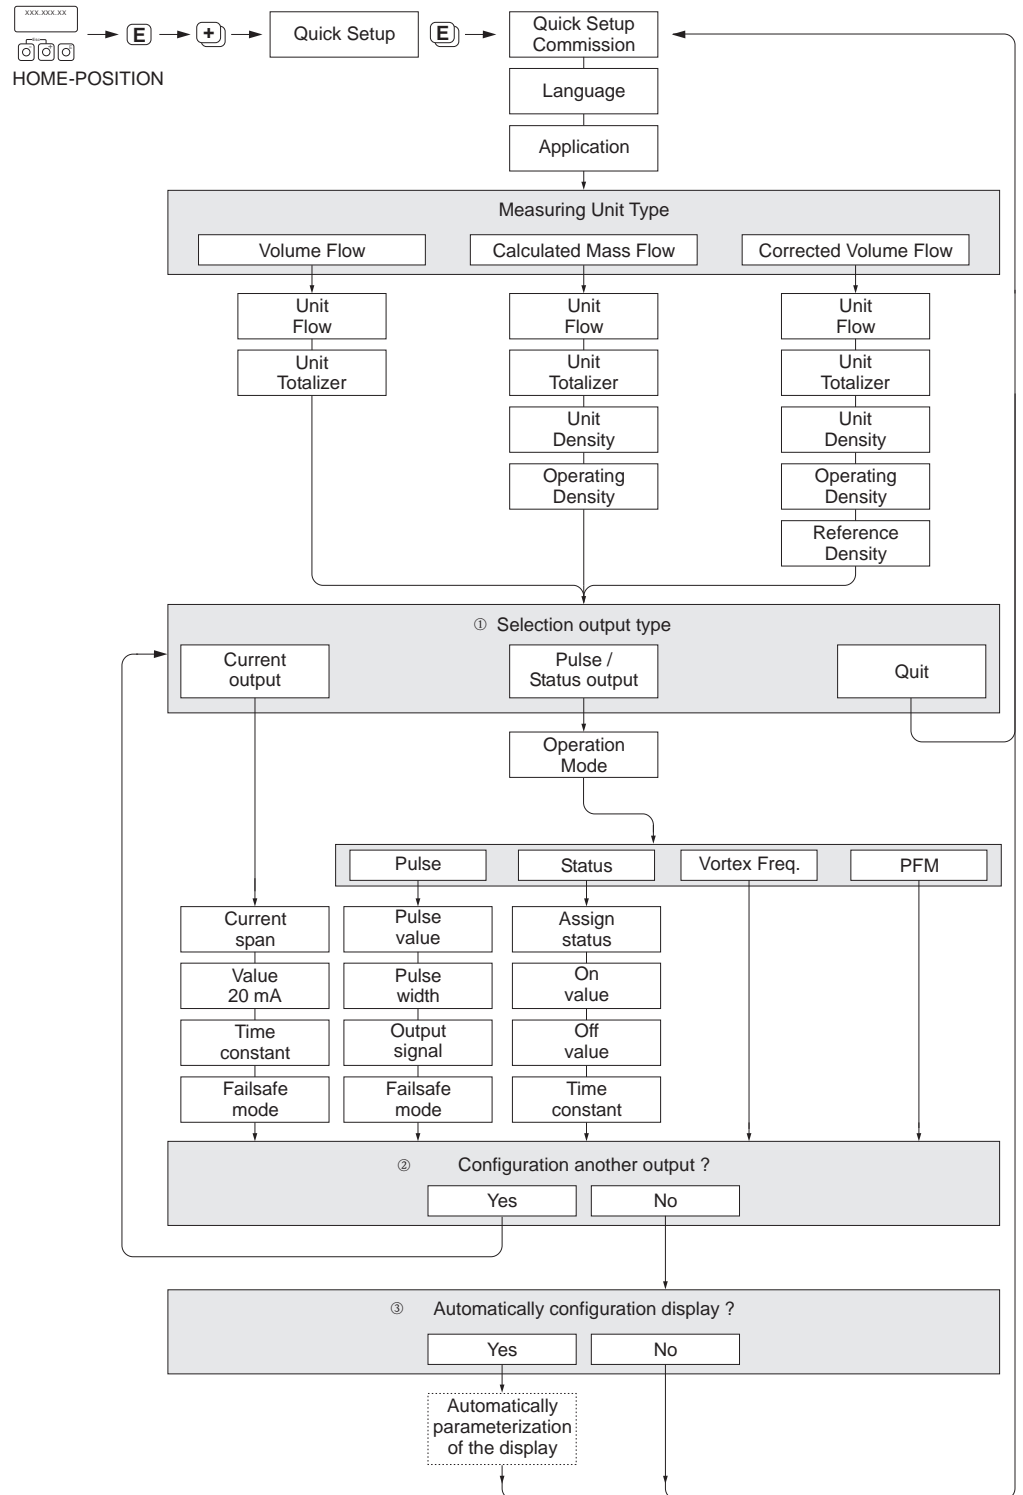 xxx.xxx.xx
Esc
- + E
E
+
Quick Setup
E
Quick Setup
Commission
HOME-POSITION
Language
Application
Measuring Unit Type
Volume Flow
Calculated Mass Flow
Corrected Volume Flow
Unit
Flow
Unit
Totalizer
Unit
Flow
Unit
Totalizer
Unit
Density
Operating
Density
Unit
Flow
Unit
Totalizer
Unit
Density
Operating
Density
Reference
Density
① Selection output type
Current
output
Pulse /
Status output
Quit
Operation
Mode
Pulse
Status
Vortex Freq.
PFM
Current
span
Value
20 mA
Time
constant
Failsafe
mode
Pulse
value
Pulse
width
Output
signal
Failsafe
mode
Assign
status
On
value
Off
value
Time
constant
② Configuration another output ?
Yes
No
③ Automatically configuration display ?
Yes
No
Automatically
parameterization
of the display